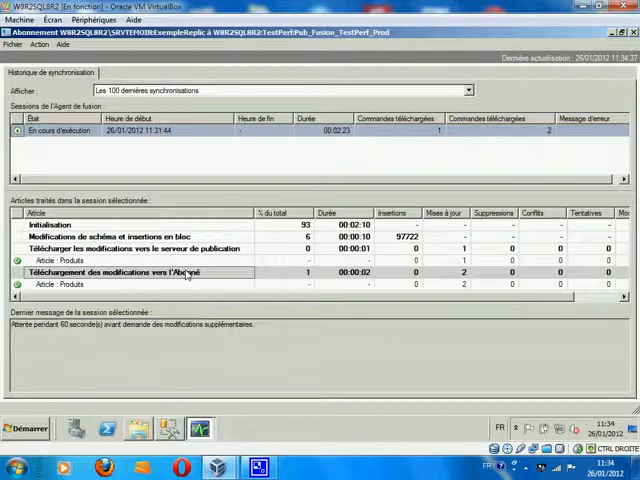 W8R2SQL8R2 [En fonction] - Oracle VM VirtualBox
Machine Écran Périphériques Aide
Abonnement W8R2SQL8R2\SRVTEMOIN:ExempleReplic à W8R2SQL8R2:TestPerf:Pub_Fusion_TestPerf_Prod
Fichier Action Aide
Dernière actualisation : 26/01/2012 11:34:37
Historique de synchronisation
Afficher : Les 100 dernières synchronisations
Sessions de l'Agent de fusion :
État Heure de début Heure de fin Durée Commandes téléchargées Commandes téléchargées Message d'erreur
En cours d'exécution 26/01/2012 11:31:44 - 00:02:23 1 2
Articles traités dans la session sélectionnée :
Article % du total Durée Insertions Mises à jour Suppressions Conflits Tentatives Mod
Initialisation 93 00:02:10 - - - - -
Modifications de schéma et insertions en bloc 6 00:00:10 97722 - - - -
Télécharger les modifications vers le serveur de publication 0 00:00:01 0 1 0 0 0
Article : Produits - - 0 1 0 0 0
Téléchargement des modifications vers l'Abonné 1 00:00:02 0 2 0 0 0
Article : Produits - - 0 2 0 0 0
Dernier message de la session sélectionnée :
Attente pendant 60 seconde(s) avant demande des modifications supplémentaires.
Démarrer FR 11:34
26/01/2012
CTRL DROITE
FR 11:34
26/01/2012